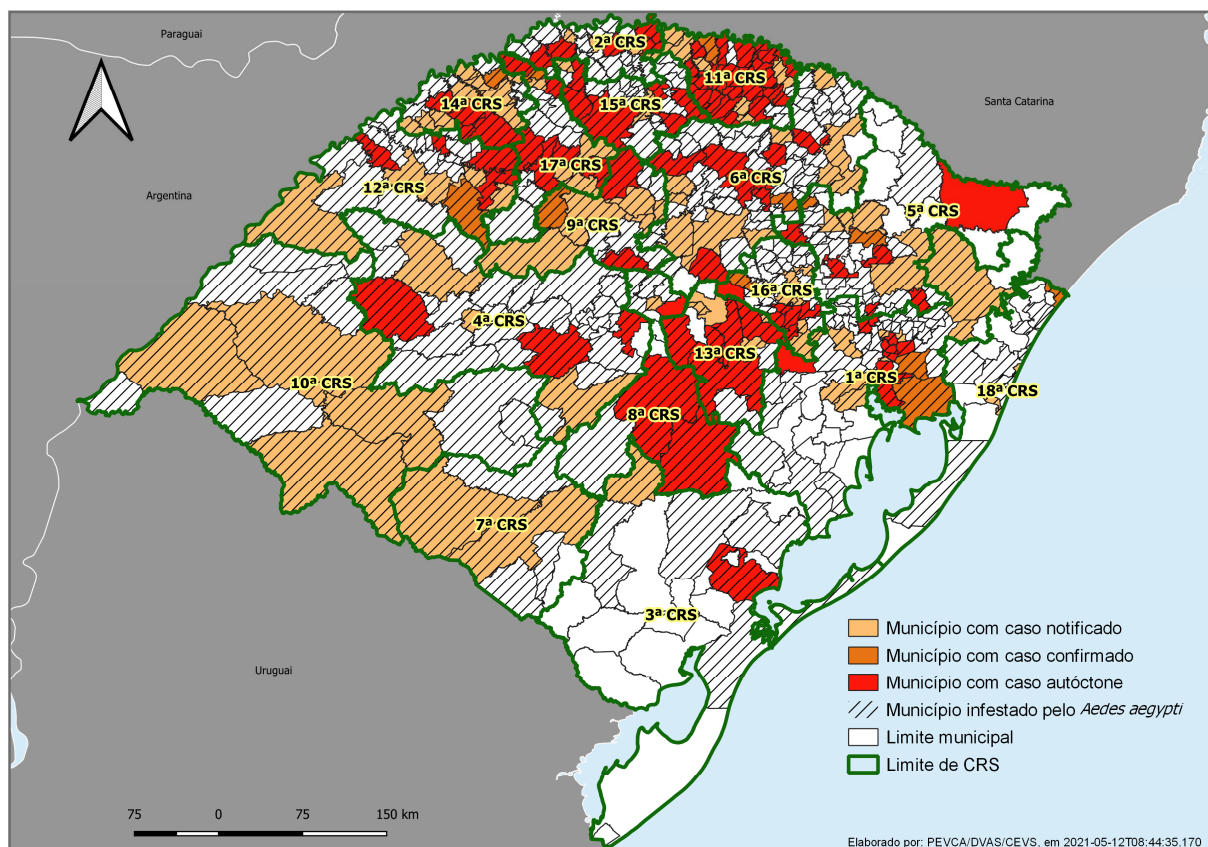 Paraguai
2ª CRS
11ª CRS
14ª CRS
15ª CRS
Santa Catarina
17ª CRS
6ª CRS
12ª CRS
Argentina
5ª CRS
9ª CRS
16ª CRS
4ª CRS
13ª CRS
10ª CRS
1ª CRS
18ª CRS
8ª CRS
7ª CRS
3ª CRS
Uruguai
Município com caso notificado
Município com caso confirmado
Município com caso autóctone
Município infestado pelo Aedes aegypti
Limite municipal
Limite de CRS
75 0 75 150 km
Elaborado por: PEVCA/DVAS/CEVS, em 2021-05-12T08:44:35.170